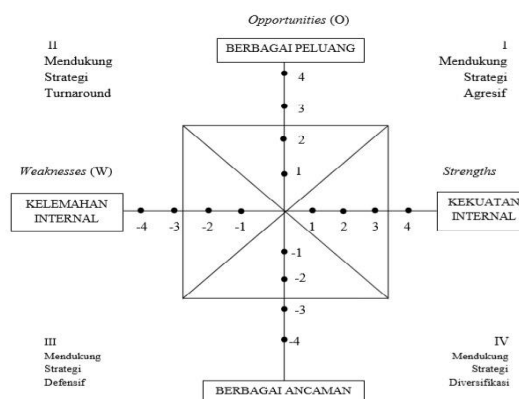 Opportunities (O)
BERBAGAI PELUANG
II
Mendukung
Strategi
Turnaround
I
Mendukung
Strategi
Agresif
4
3
2
1
Weaknesses (W)
KELEMAHAN
INTERNAL
Strengths
KEKUATAN
INTERNAL
-4 -3 -2 -1 1 2 3 4
-1
-2
-3
-4
III
Mendukung
Strategi
Defensif
IV
Mendukung
Strategi
Diversifikasi
BERBAGAI ANCAMAN